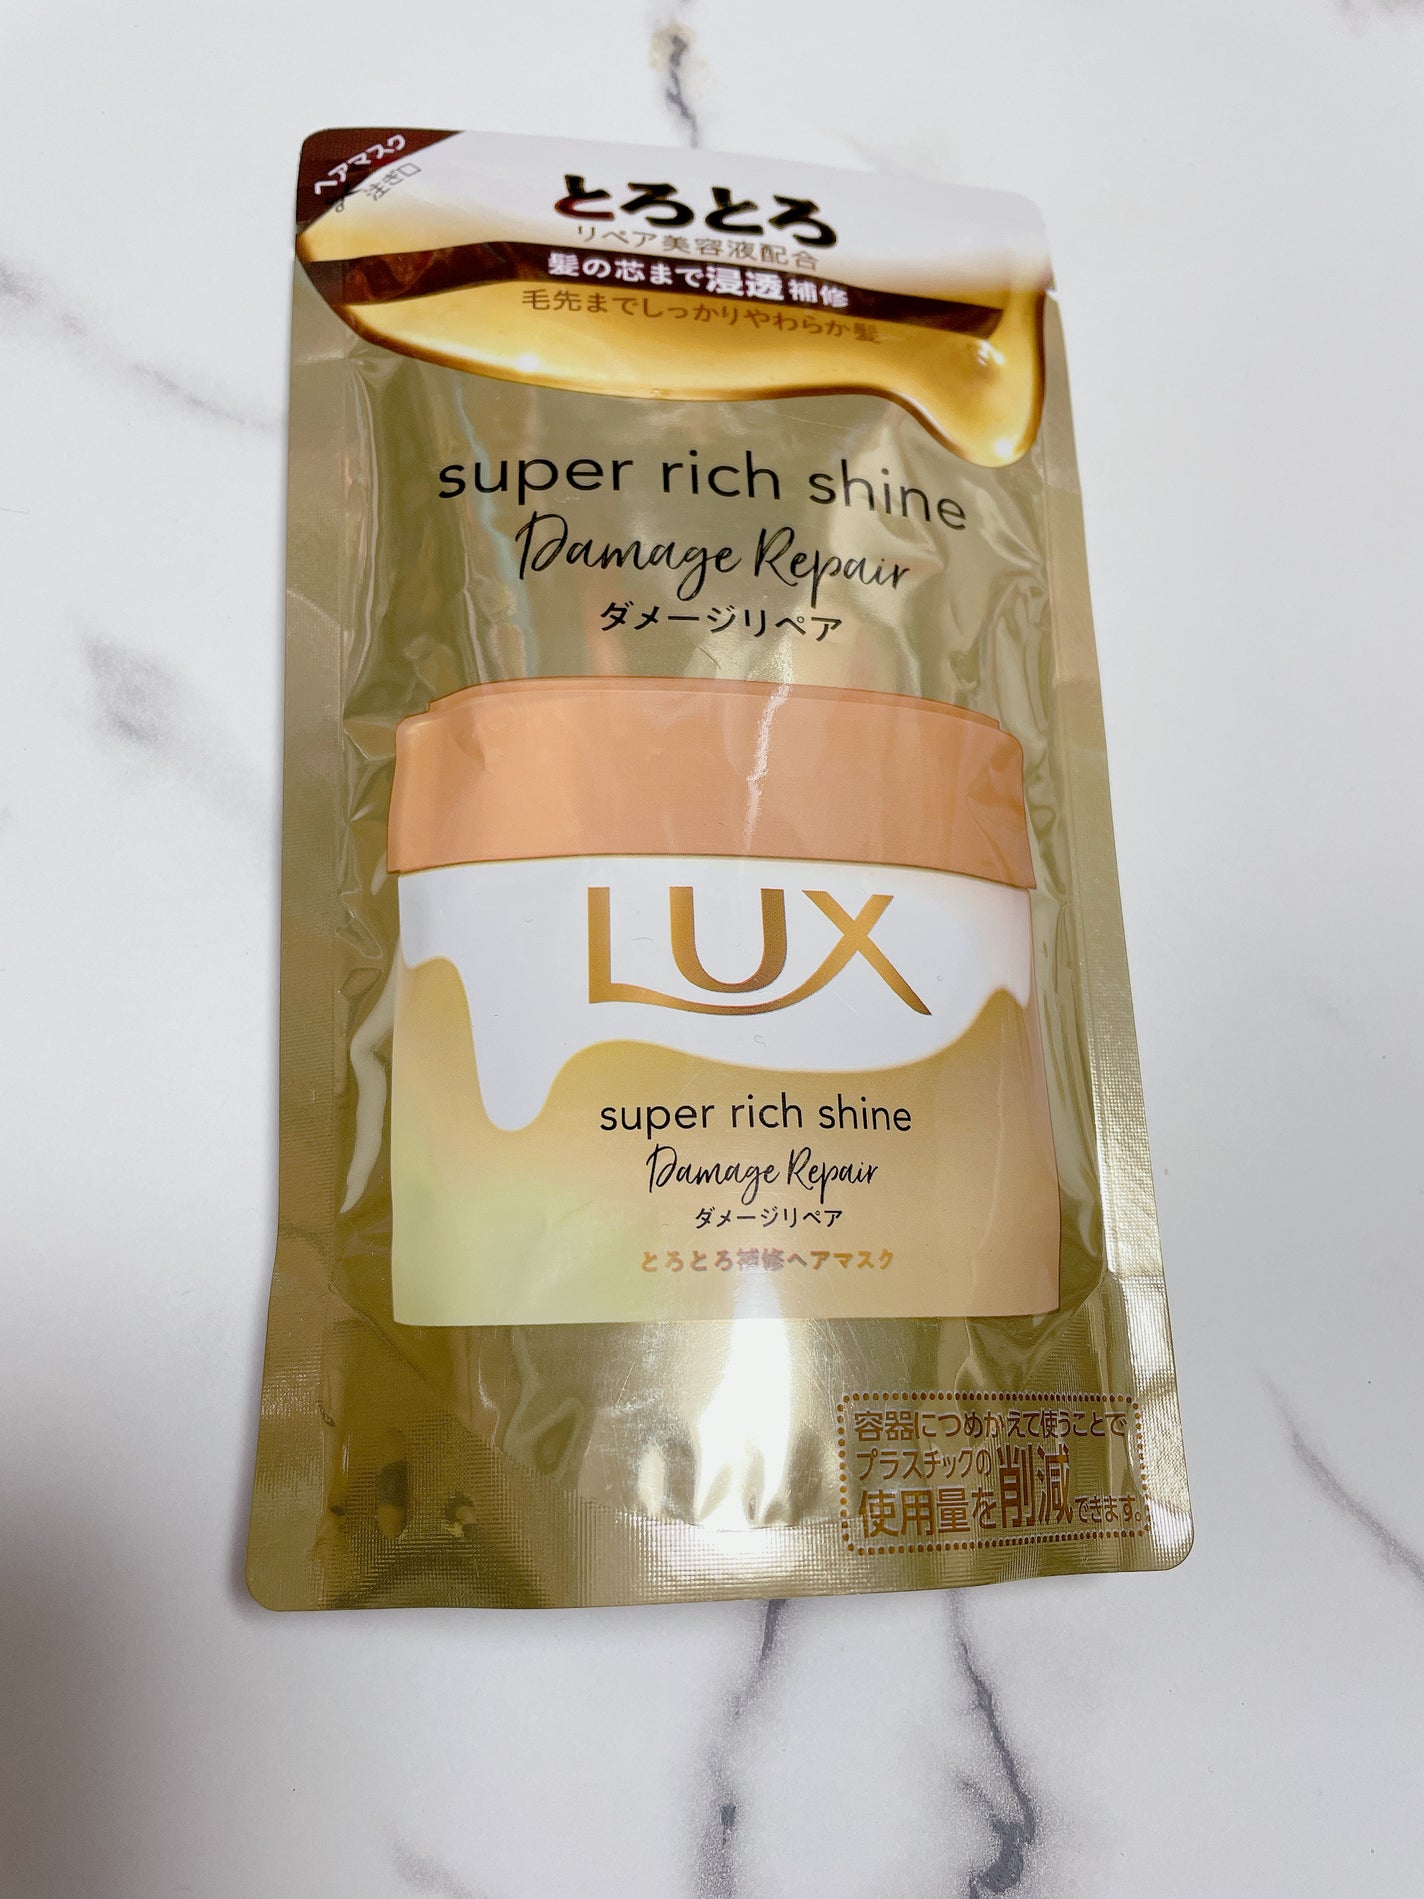 ヘアマスク
注ぎ口
とろとろ
リペア美容液配合
髪の芯まで浸透補修
毛先までしっかりやわらか髪
super rich shine
Damage Repair
ダメージリペア
LUX
super rich shine
Damage Repair
ダメージリペア
とろとろ補修ヘアマスク
容器につめかえて使うことで
プラスチックの削減
使用量を削減できます。